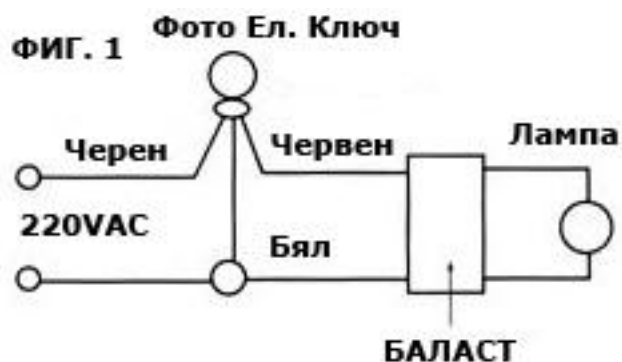 Фото Ел. Ключ
ФИГ. 1
Черен
Червен
Лампа
220VAC
Бял
БАЛАСТ